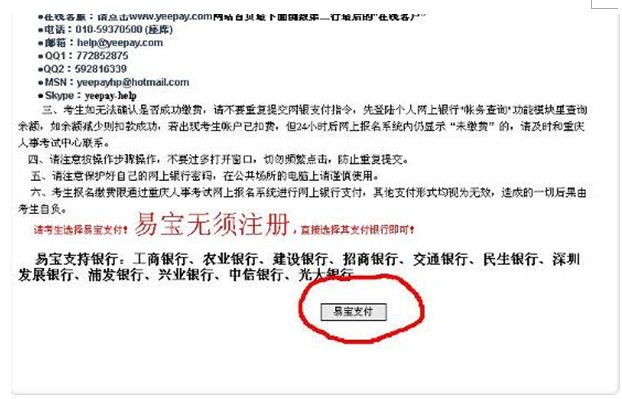 ●在线客服：请点击www.yeepay.com网站首页最下面倒数第二行最后的"在线客户"
●电话：010-59370500 (座席)
●邮箱：help@yeepay.com
●QQ1：772852875
●QQ2：592816339
●MSN：yeepayhp@hotmail.com
●Skype：yeepay-help
三、考生如无法确认是否成功缴费，请不要重复提交网银支付指令，先登陆个人网上银行"帐务查询"功能模块里查询
余额，如余额减少则扣款成功，若出现考生帐户已扣费，但24小时后网上报名系统内仍显示“未缴费”的，请及时和重庆
人事考试中心联系。
四、请注意按操作步骤操作，不要过多打开窗口，切勿频繁点击，防止重复提交。
五、请注意保护好自己的网上银行密码，在公共场所的电脑上请谨慎使用。
六、考生报名缴费限通过重庆人事考试网上报名系统进行网上银行支付，其他支付形式均视为无效，造成的一切后果由
考生自负。
请考生选择易宝支付！易宝无须注册，直接选择其支付银行即可！
易宝支持银行：工商银行、农业银行、建设银行、招商银行、交通银行、民生银行、深圳
发展银行、浦发银行、兴业银行、中信银行、光大银行
易宝支付